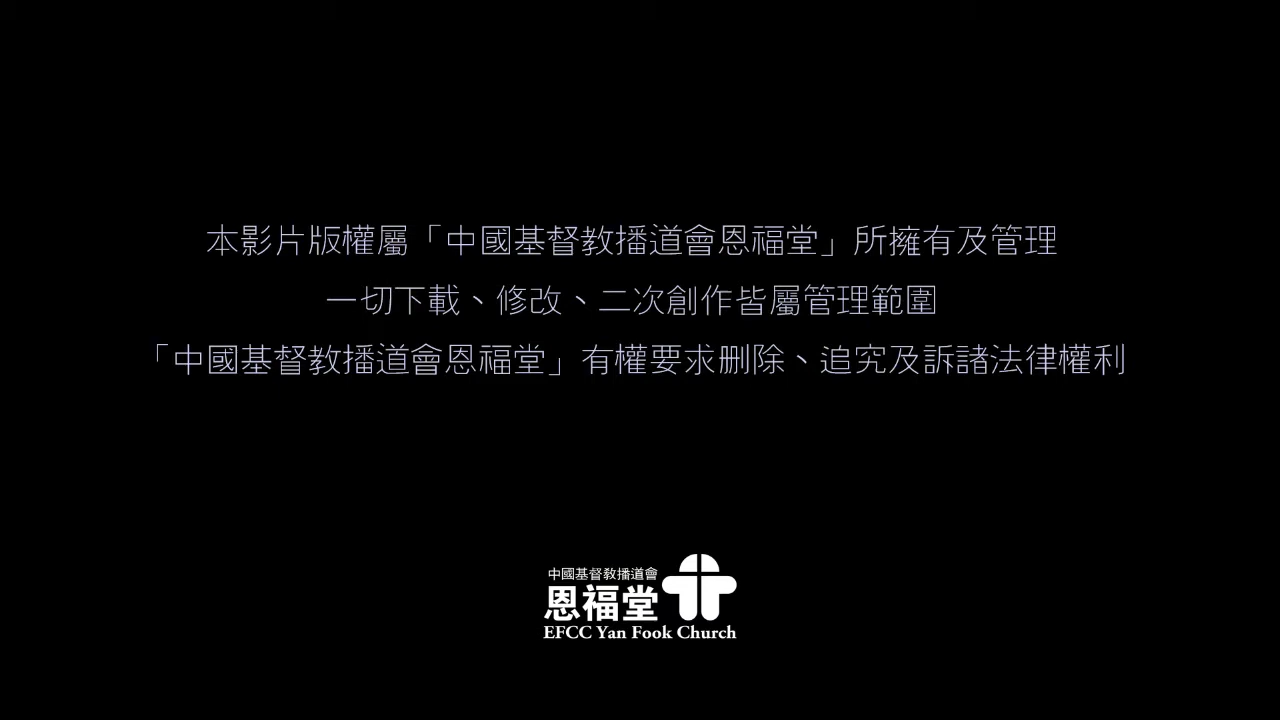 本影片版權屬「中國基督教播道會恩福堂」所擁有及管理
一切下載、修改、二次創作皆屬管理範圍
「中國基督教播道會恩福堂」有權要求刪除、追究及訴諸法律權利
中國基督教播道會
恩福堂
EFCC Yan Fook Church